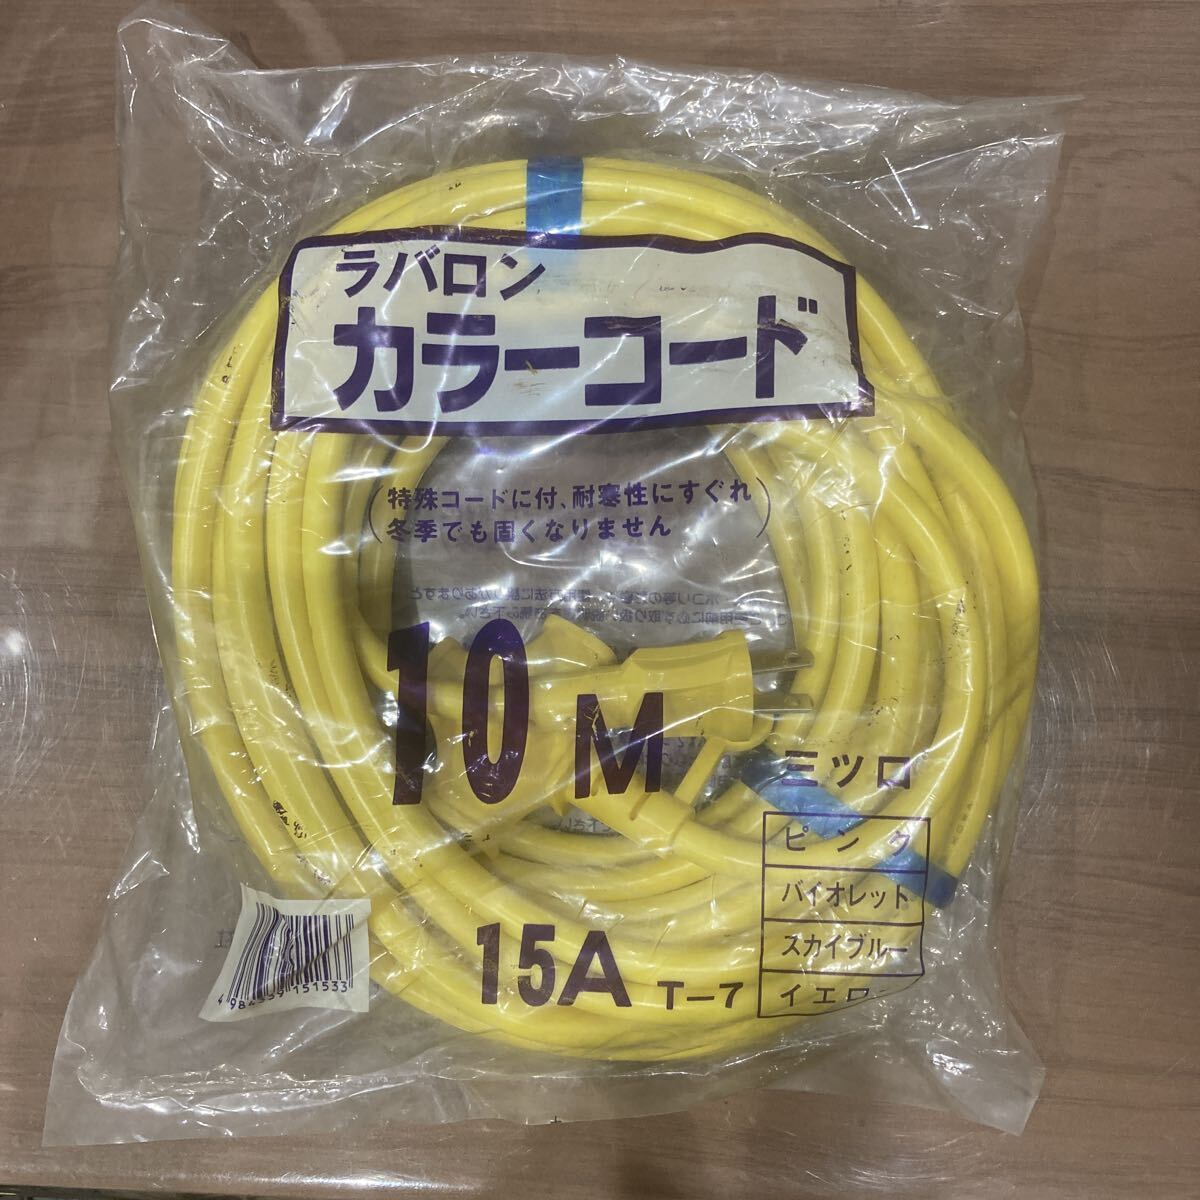 ラバロン
カラーコード
特殊コードに付、耐寒性にすぐれ
冬季でも固くなりません
10M
三ツ口
ピンク
バイオレット
スカイブルー
イエロ
15A T-7
151533